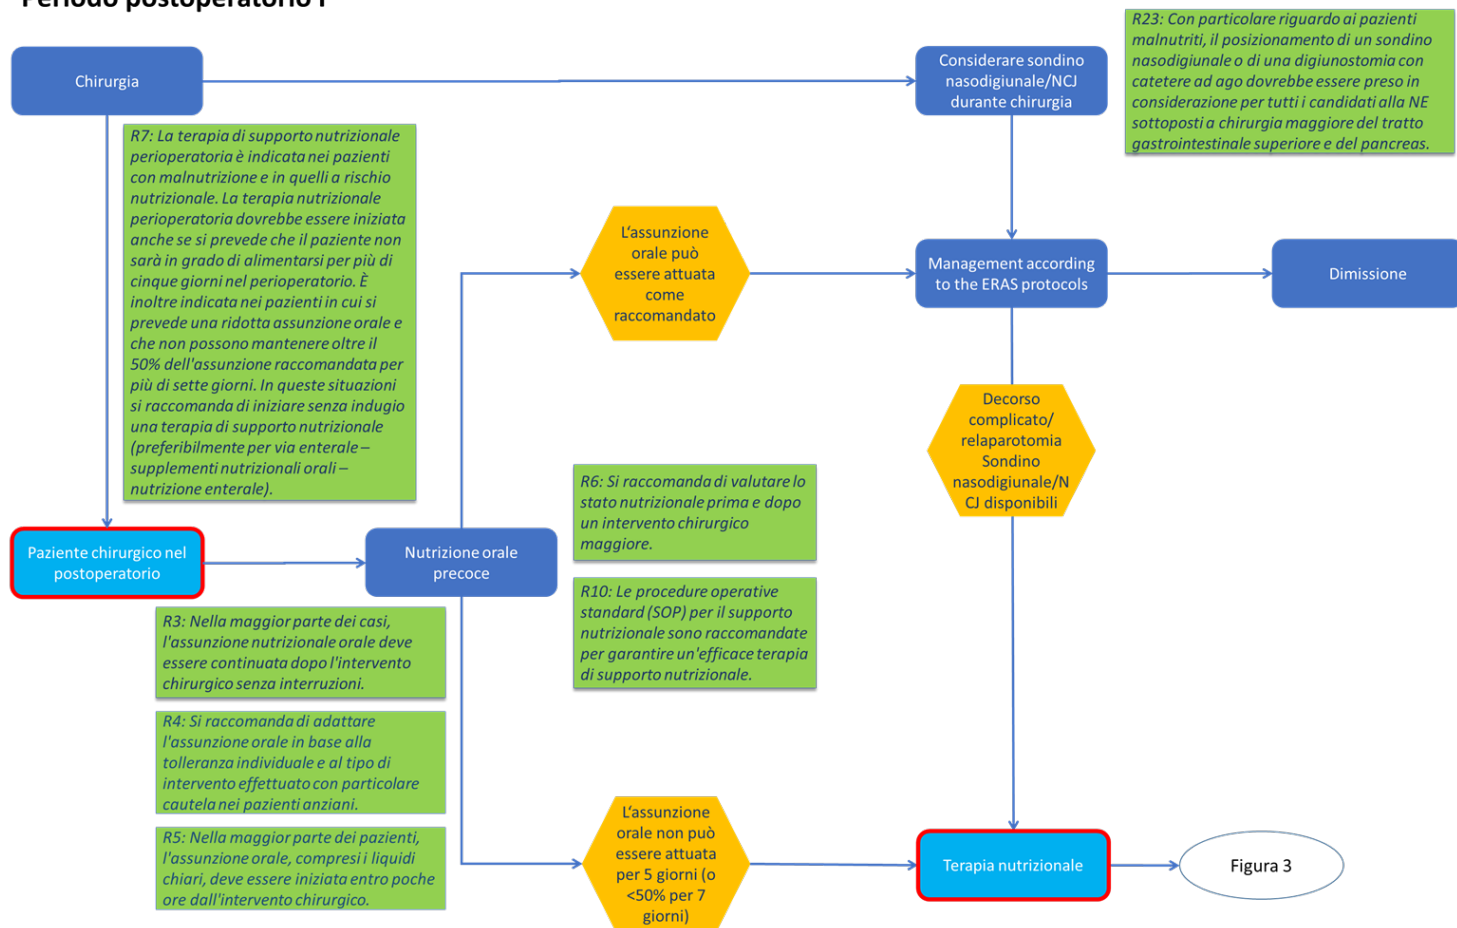 Periodo postoperatorio I
Chirurgia
Considerare sondino
nasodigiunale/NCJ
durante chirurgia
R23: Con particolare riguardo ai pazienti
malnutriti, il posizionamento di un sondino
nasodigiunale o di una digiunostomia con
catetere ad ago dovrebbe essere preso in
considerazione per tutti i candidati alla NE
sottoposti a chirurgia maggiore del tratto
gastrointestinale superiore e del pancreas.
R7: La terapia di supporto nutrizionale
perioperatoria è indicata nei pazienti
con malnutrizione e in quelli a rischio
nutrizionale. La terapia nutrizionale
perioperatoria dovrebbe essere iniziata
anche se si prevede che il paziente non
sarà in grado di alimentarsi per più di
cinque giorni nel perioperatorio. È
inoltre indicata nei pazienti in cui si
prevede una ridotta assunzione orale e
che non possono mantenere oltre il
50% dell'assunzione raccomandata per
più di sette giorni. In queste situazioni
si raccomanda di iniziare senza indugio
una terapia di supporto nutrizionale
(preferibilmente per via enterale –
supplementi nutrizionali orali –
nutrizione enterale).
L'assunzione
orale può
essere attuata
come
raccomandato
Management according
to the ERAS protocols
Dimissione
Decorso
complicato/
relaparotomia
Sondino
nasodigiunale/N
CJ disponibili
Paziente chirurgico nel
postoperatorio
Nutrizione orale
precoce
R6: Si raccomanda di valutare lo
stato nutrizionale prima e dopo
un intervento chirurgico
maggiore.
R10: Le procedure operative
standard (SOP) per il supporto
nutrizionale sono raccomandate
per garantire un'efficace terapia
di supporto nutrizionale.
R3: Nella maggior parte dei casi,
l'assunzione nutrizionale orale deve
essere continuata dopo l'intervento
chirurgico senza interruzioni.
R4: Si raccomanda di adattare
l'assunzione orale in base alla
tolleranza individuale e al tipo di
intervento effettuato con particolare
cautela nei pazienti anziani.
R5: Nella maggior parte dei pazienti,
l'assunzione orale, compresi i liquidi
chiari, deve essere iniziata entro poche
ore dall'intervento chirurgico.
L'assunzione
orale non può
essere attuata
per 5 giorni (o
<50% per 7
giorni)
Terapia nutrizionale
Figura 3